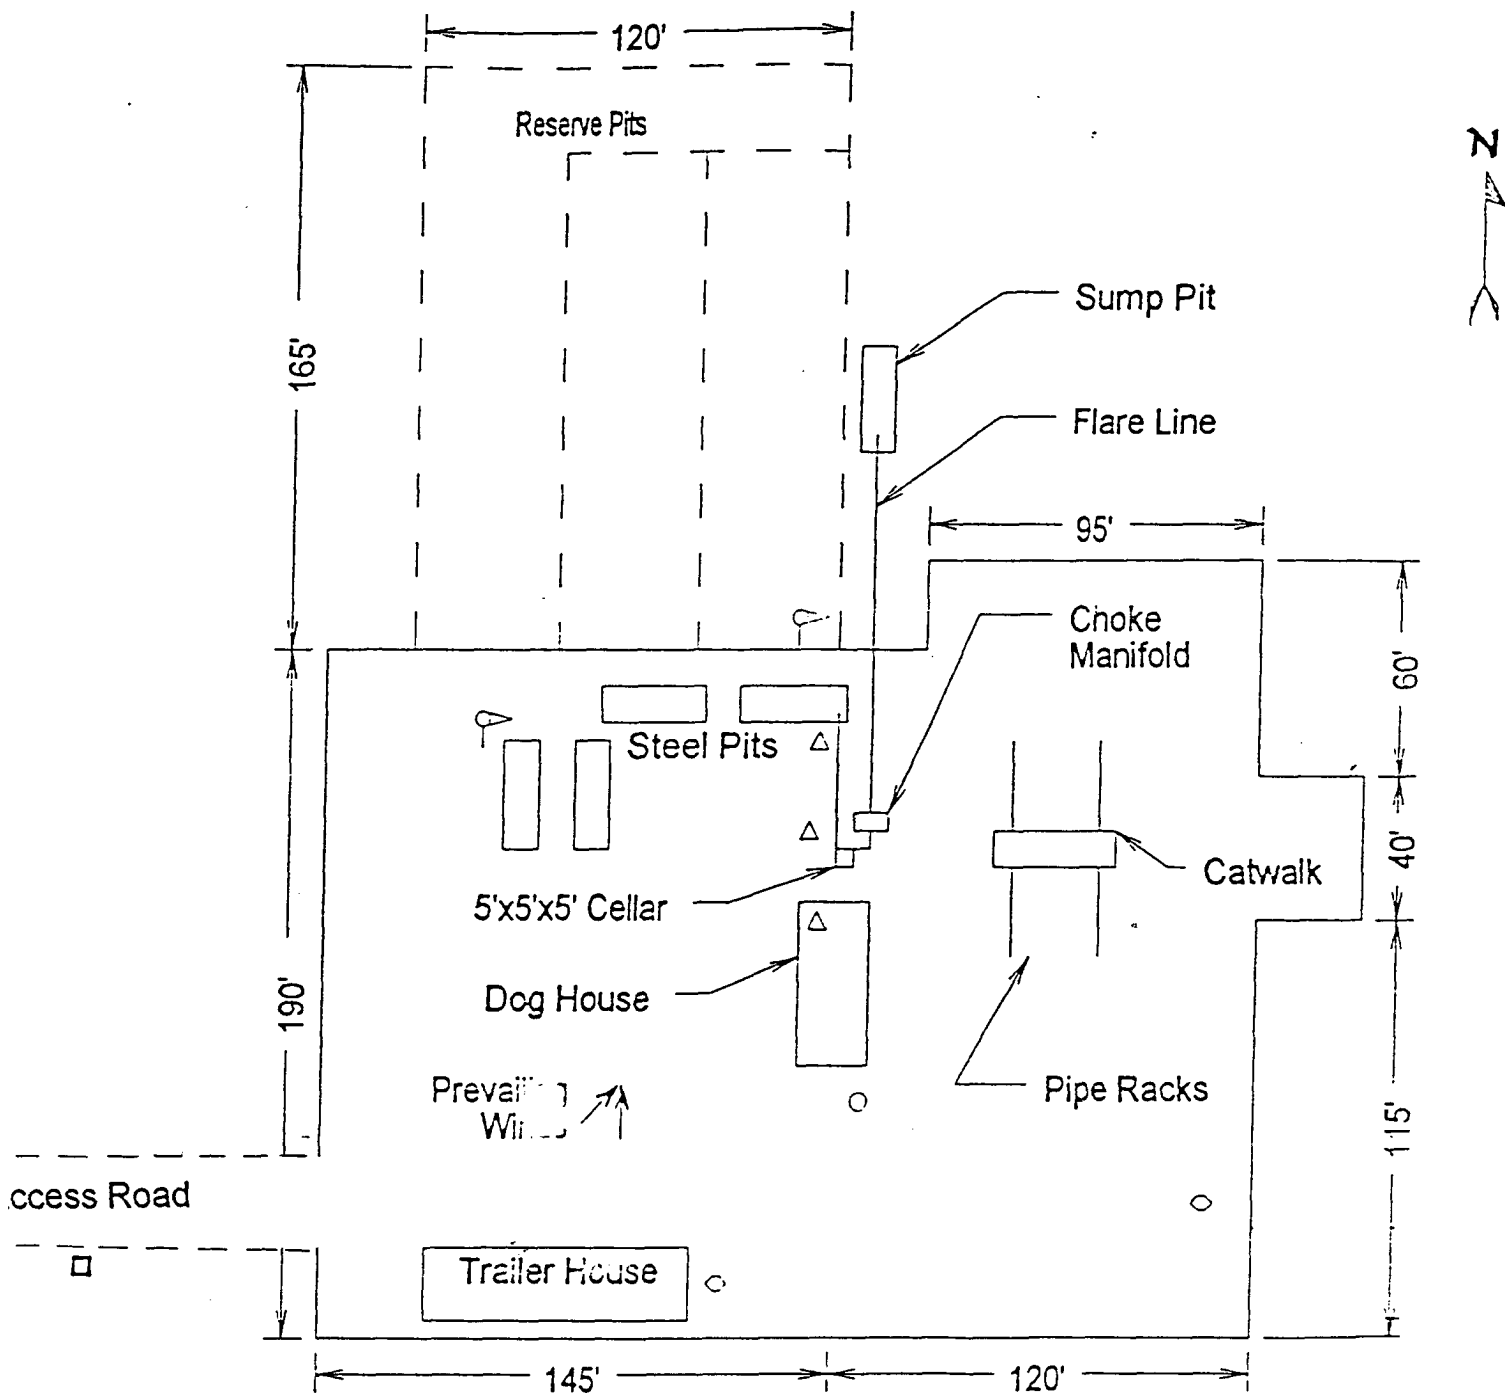 120'
Reserve Pits
N
Sump Pit
165'
Flare Line
95'
Choke
Manifold
60'
Steel Pits
40'
Catwalk
5'x5'x5' Cellar
190'
Dog House
Pipe Racks
115'
ccess Road
Trailer House
145'
120'